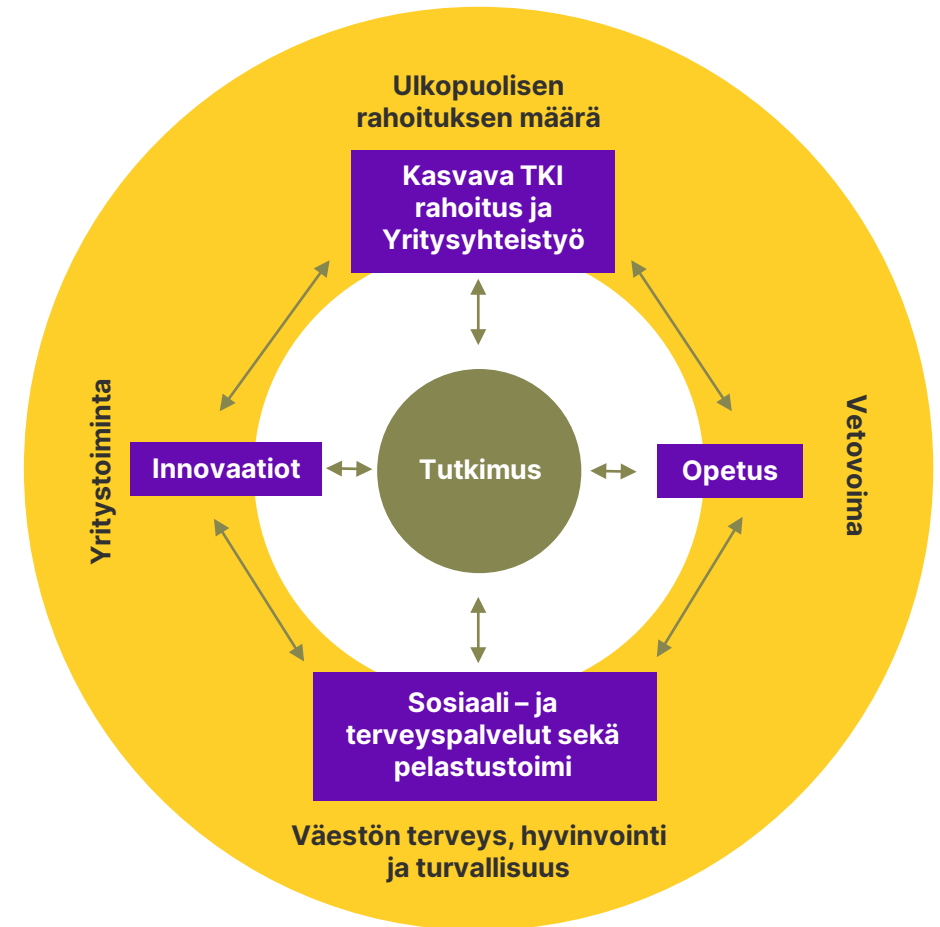 Ulkopuolisen
rahoituksen määrä
Kasvava TKI
rahoitus ja
Yritysyhteistyö
Yritystoiminta
Innovaatiot
Tutkimus
Opetus
Vetovoima
Sosiaali – ja
terveyspalvelut sekä
pelastustoimi
Väestön terveys, hyvinvointi
ja turvallisuus